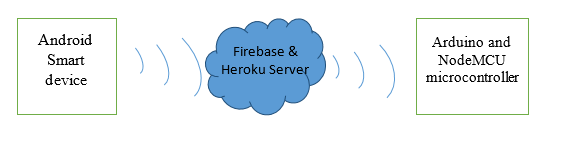 Android
Smart
device
Firebase &
Heroku Server
Arduino and
NodeMCU
microcontroller